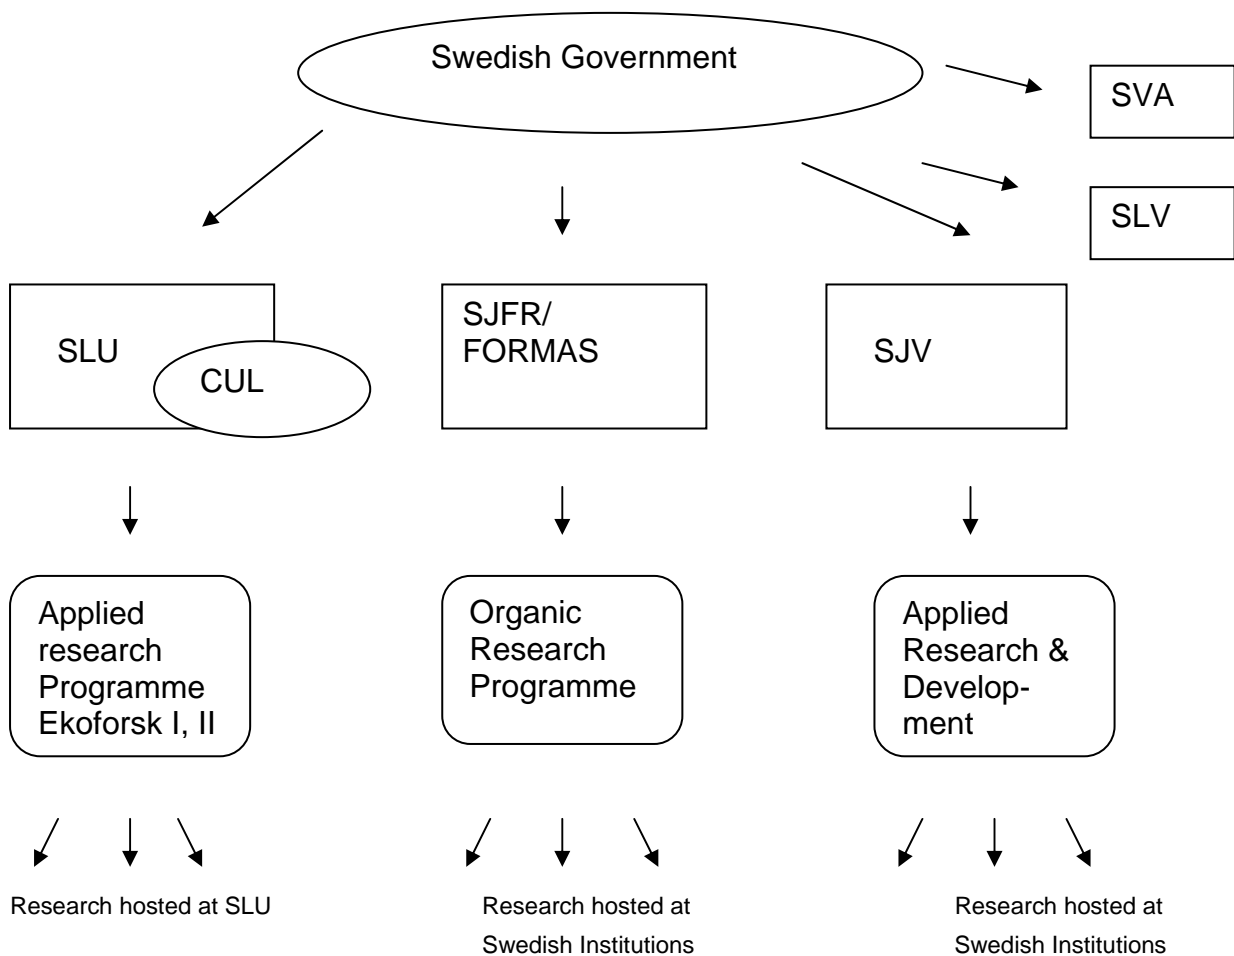 Swedish Government
SVA
SLV
SLU
CUL
SJFR/
FORMAS
SJV
Applied
research
Programme
Ekoforsk I, II
Organic
Research
Programme
Applied
Research &
Develop-
ment
Research hosted at SLU
Research hosted at
Swedish Institutions
Research hosted at
Swedish Institutions